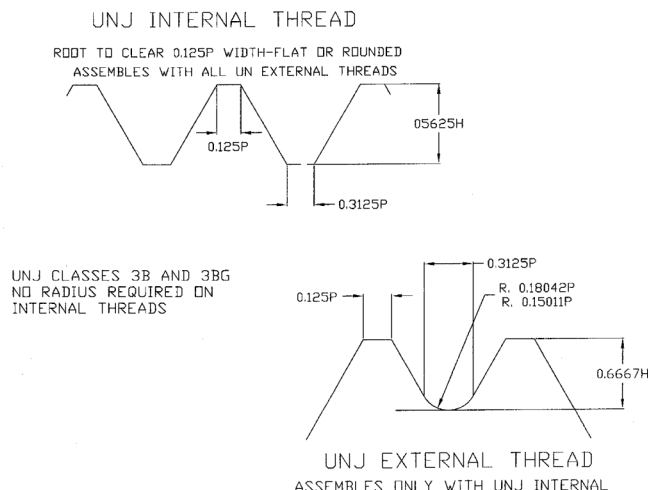 UNJ INTERNAL THREAD
ROOT TO CLEAR 0.125P WIDTH-FLAT OR ROUNDED
ASSEMBLES WITH ALL UN EXTERNAL THREADS
05625H
0.125P
0.3125P
UNJ CLASSES 3B AND 3BG
NO RADIUS REQUIRED ON
INTERNAL THREADS
0.3125P
0.125P
R. 0.18042P
R. 0.15011P
0.6667H
UNJ EXTERNAL THREAD
ASSEMBLES ONLY WITH UNJ INTERNAL